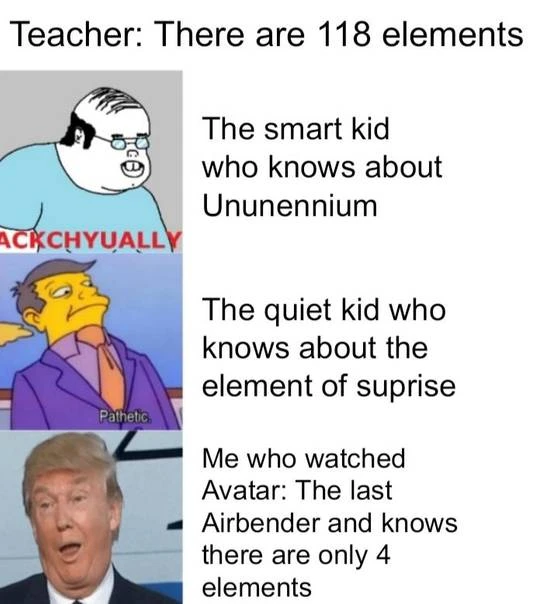 Teacher: There are 118 elements
The smart kid
who knows about
Ununennium
ACKCHYUALLY
The quiet kid who
knows about the
element of suprise
Pathetic.
Me who watched
Avatar: The last
Airbender and knows
there are only 4
elements